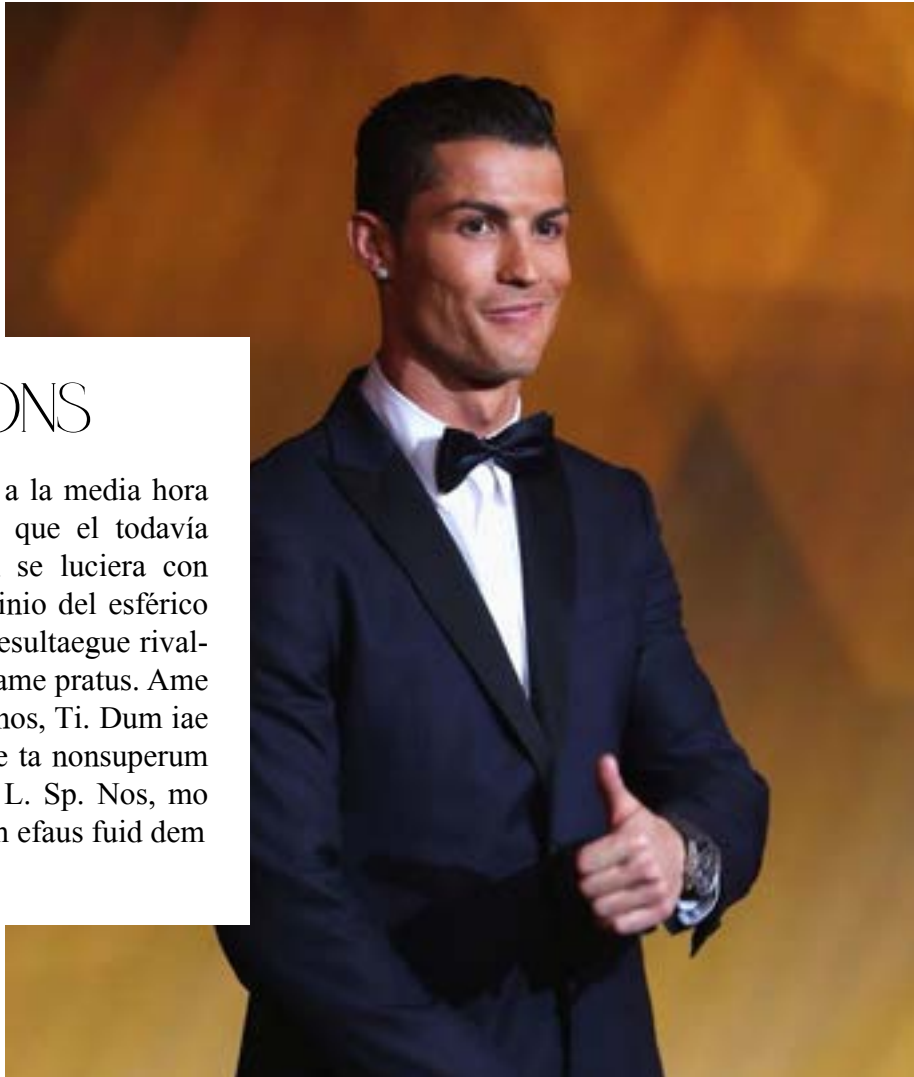 ONS
a la media hora
que el todavía
se luciera con
inio del esférico
esultaegue rival-
ame pratus. Ame
nos, Ti. Dum iae
e ta nonsuperum
L. Sp. Nos, mo
n efaus fuid dem